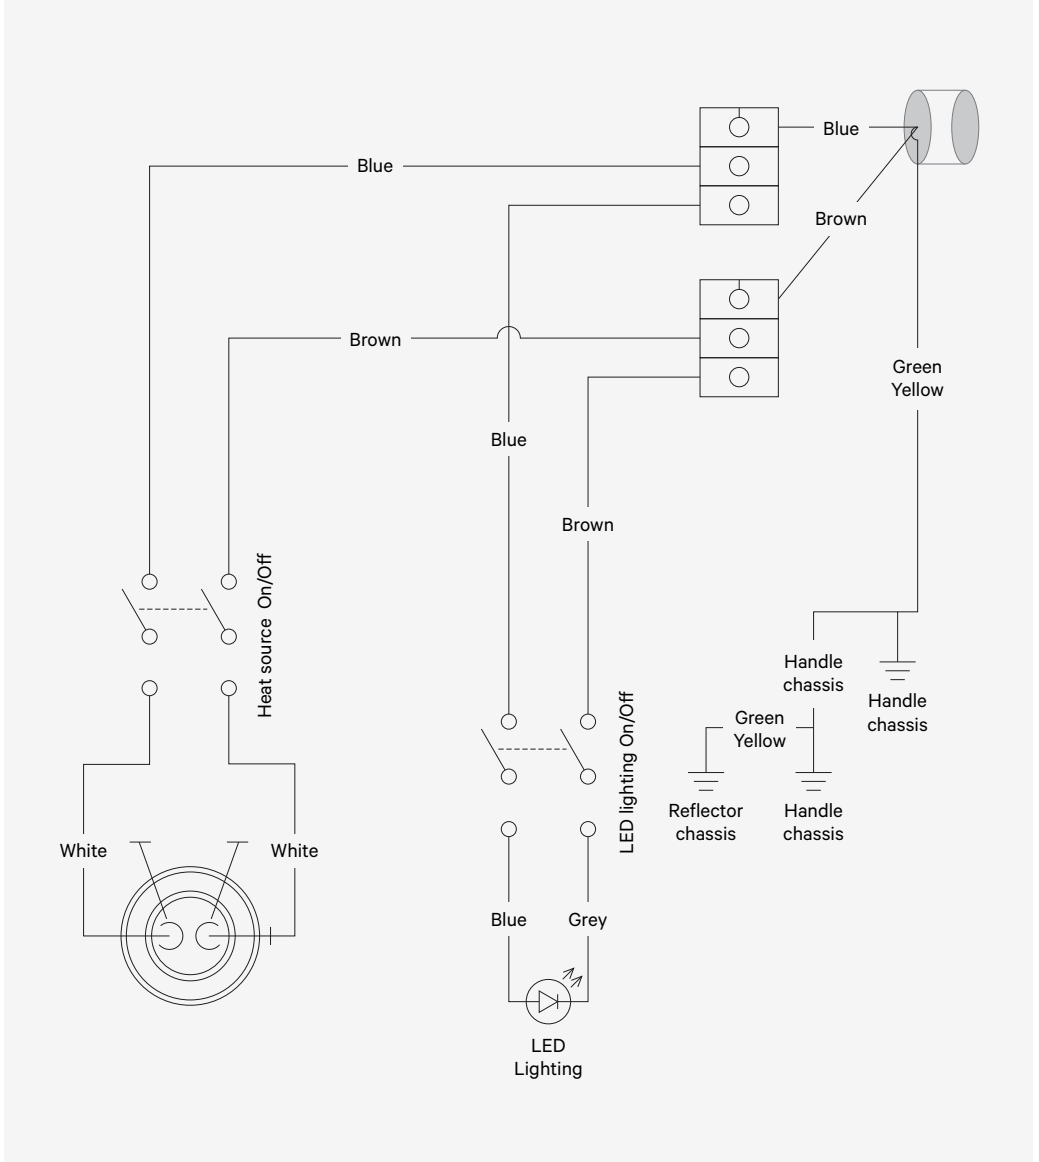 Blue
Blue
Brown
Brown
Green
Yellow
Blue
Brown
Heat source On/Off
Handle
chassis
Handle
chassis
Green
Yellow
LED lighting On/Off
Reflector
chassis
Handle
chassis
White
White
Blue
Grey
LED
Lighting